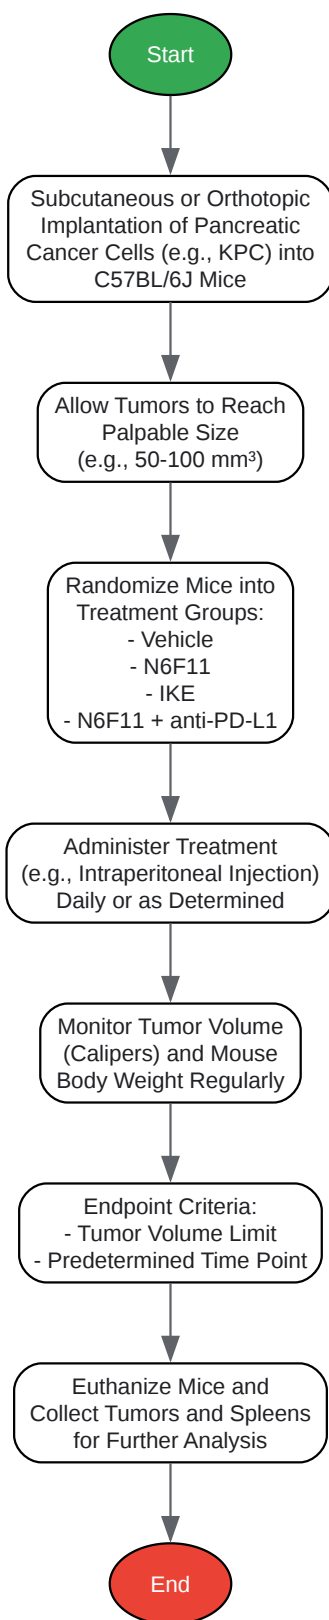 Start
Subcutaneous or Orthotopic
Implantation of Pancreatic
Cancer Cells (e.g., KPC) into
C57BL/6J Mice
Allow Tumors to Reach
Palpable Size
(e.g., 50-100 mm³)
Randomize Mice into
Treatment Groups:
- Vehicle
- N6F11
- IKE
- N6F11 + anti-PD-L1
Administer Treatment
(e.g., Intraperitoneal Injection)
Daily or as Determined
Monitor Tumor Volume
(Calipers) and Mouse
Body Weight Regularly
Endpoint Criteria:
- Tumor Volume Limit
- Predetermined Time Point
Euthanize Mice and
Collect Tumors and Spleens
for Further Analysis
End